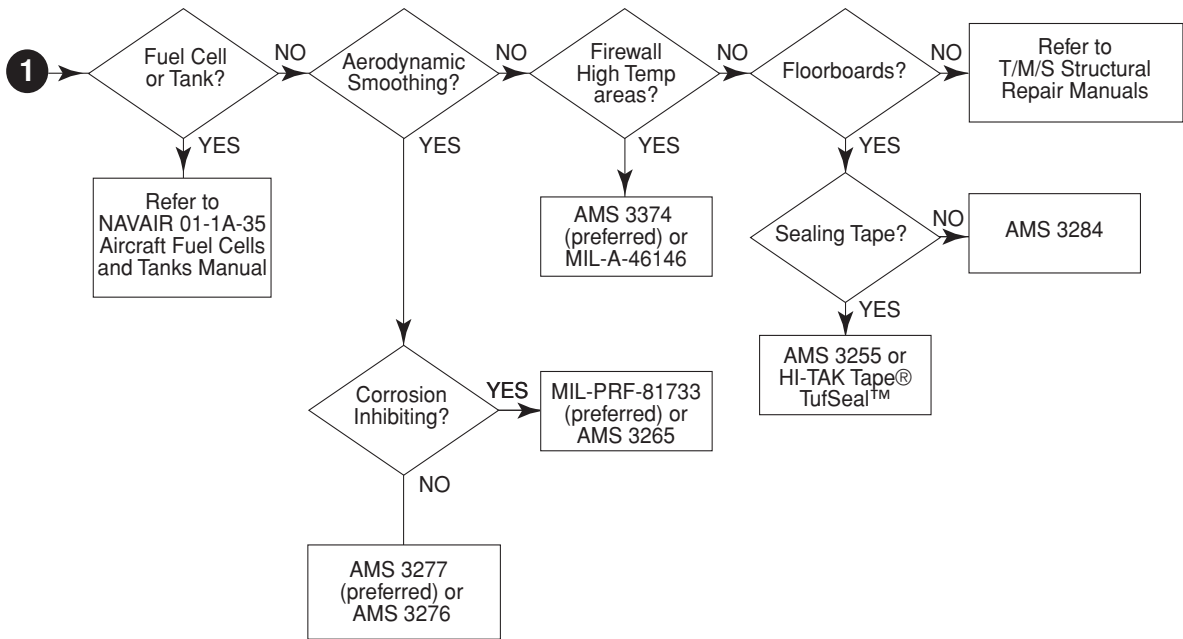 1
Fuel Cell
or Tank?
NO
Aerodynamic
Smoothing?
NO
Firewall
High Temp
areas?
NO
Floorboards?
NO
Refer to
T/M/S Structural
Repair Manuals
YES
YES
YES
YES
Refer to
NAVAIR 01-1A-35
Aircraft Fuel Cells
and Tanks Manual
AMS 3374
(preferred) or
MIL-A-46146
Sealing Tape?
NO
AMS 3284
YES
AMS 3255 or
HI-TAK Tape®
TufSeal™
Corrosion
Inhibiting?
YES
MIL-PRF-81733
(preferred) or
AMS 3265
NO
AMS 3277
(preferred) or
AMS 3276